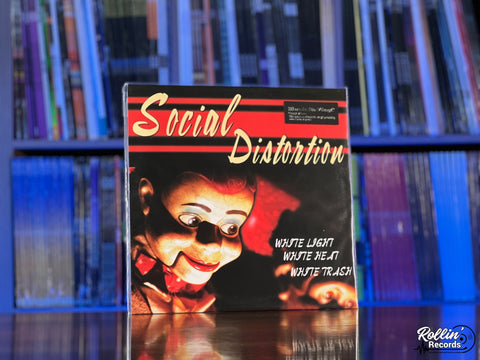 Social
Distortion
WHITE LIGHT
WHITE HEAT
WHITE TRASH
Rollin'
Records